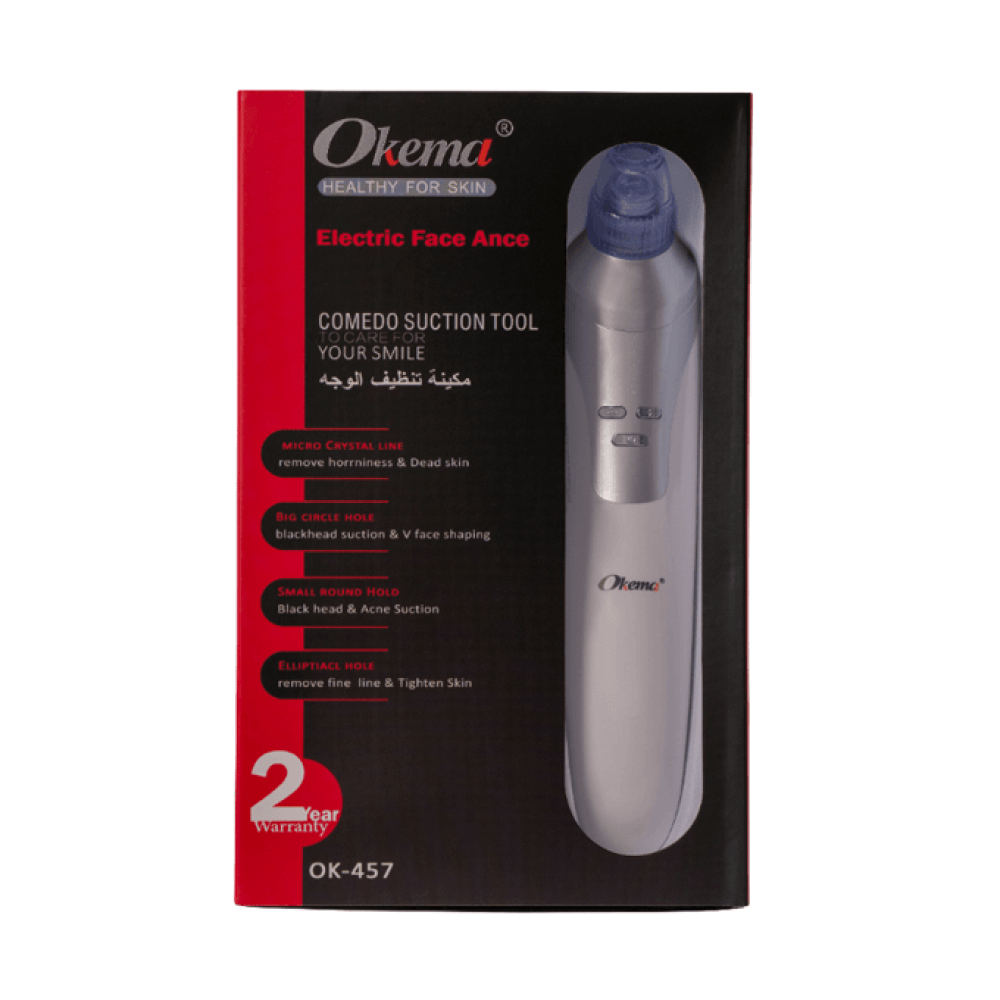 Okema®
HEALTHY FOR SKIN
Electric Face Ance
COMEDO SUCTION TOOL
TO CARE FOR
YOUR SMILE
مكينة تنظيف الوجه
MICRO CRYSTAL LINE
remove horrniness & Dead skin
BIG CIRCLE HOLE
blackhead suction & V face shaping
SMALL ROUND HOLD
Black head & Acne Suction
ELLIPTIACL HOLE
remove fine line & Tighten Skin
2 Year
Warranty
OK-457
Okema®